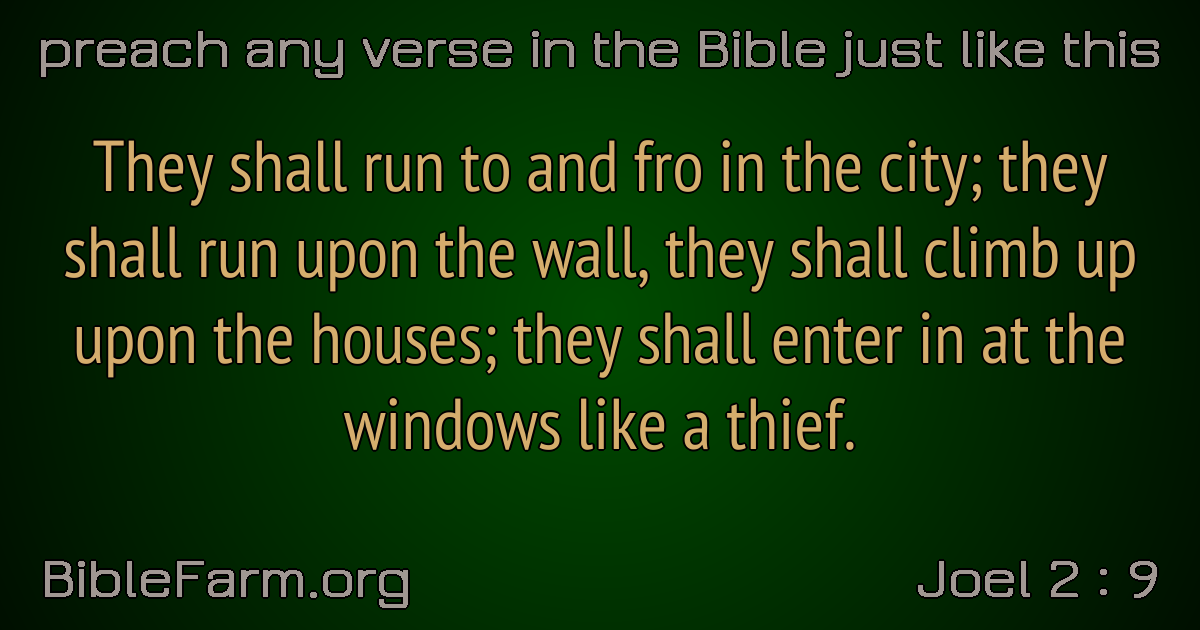 preach any verse in the Bible just like this
They shall run to and fro in the city; they
shall run upon the wall, they shall climb up
upon the houses; they shall enter in at the
windows like a thief.
BibleFarm.org
Joel 2 : 9